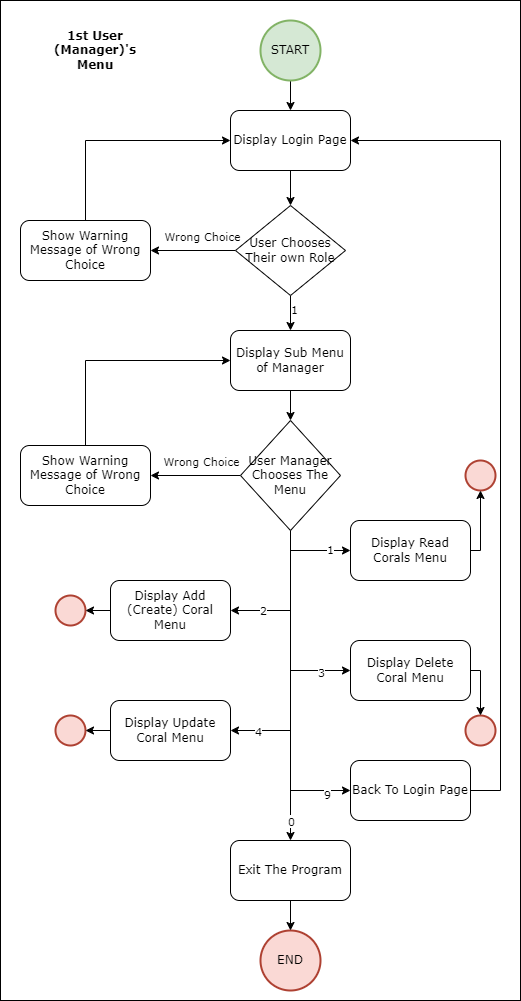 1st User
(Manager)'s
Menu
START
Display Login Page
Show Warning
Message of Wrong
Choice
Wrong Choice
User Chooses
Their own Role
1
Display Sub Menu
of Manager
Show Warning
Message of Wrong
Choice
Wrong Choice
User Manager
Chooses The
Menu
1
Display Read
Corals Menu
Display Add
(Create) Coral
Menu
2
3
Display Delete
Coral Menu
Display Update
Coral Menu
4
9
Back To Login Page
0
Exit The Program
END